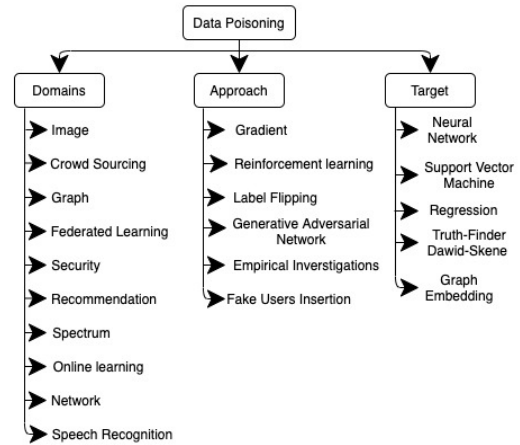 Data Poisoning
Domains
Image
Crowd Sourcing
Graph
Federated Learning
Security
Recommendation
Spectrum
Online learning
Network
Speech Recognition
Approach
Gradient
Reinforcement learning
Label Flipping
Generative Adversarial
Network
Empirical Inverstigations
Fake Users Insertion
Target
Neural
Network
Support Vector
Machine
Regression
Truth-Finder
Dawid-Skene
Graph
Embedding